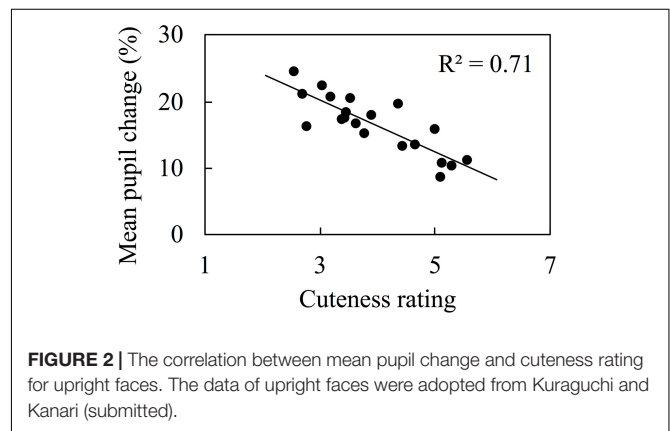 Mean pupil change (%)
30
20
10
0
R² = 0.71
1 3 5 7
Cuteness rating
FIGURE 2 | The correlation between mean pupil change and cuteness rating
for upright faces. The data of upright faces were adopted from Kuraguchi and
Kanari (submitted).